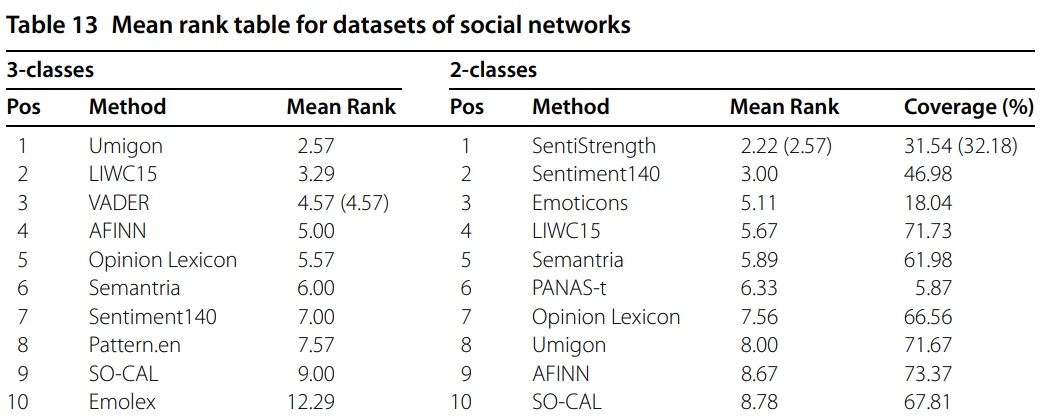 Table 13 Mean rank table for datasets of social networks
3-classes 2-classes
Pos Method Mean Rank Pos Method Mean Rank Coverage (%)
1 Umigon 2.57 1 SentiStrength 2.22 (2.57) 31.54 (32.18)
2 LIWC15 3.29 2 Sentiment140 3.00 46.98
3 VADER 4.57 (4.57) 3 Emoticons 5.11 18.04
4 AFINN 5.00 4 LIWC15 5.67 71.73
5 Opinion Lexicon 5.57 5 Semantria 5.89 61.98
6 Semantria 6.00 6 PANAS-t 6.33 5.87
7 Sentiment140 7.00 7 Opinion Lexicon 7.56 66.56
8 Pattern.en 7.57 8 Umigon 8.00 71.67
9 SO-CAL 9.00 9 AFINN 8.67 73.37
10 Emolex 12.29 10 SO-CAL 8.78 67.81